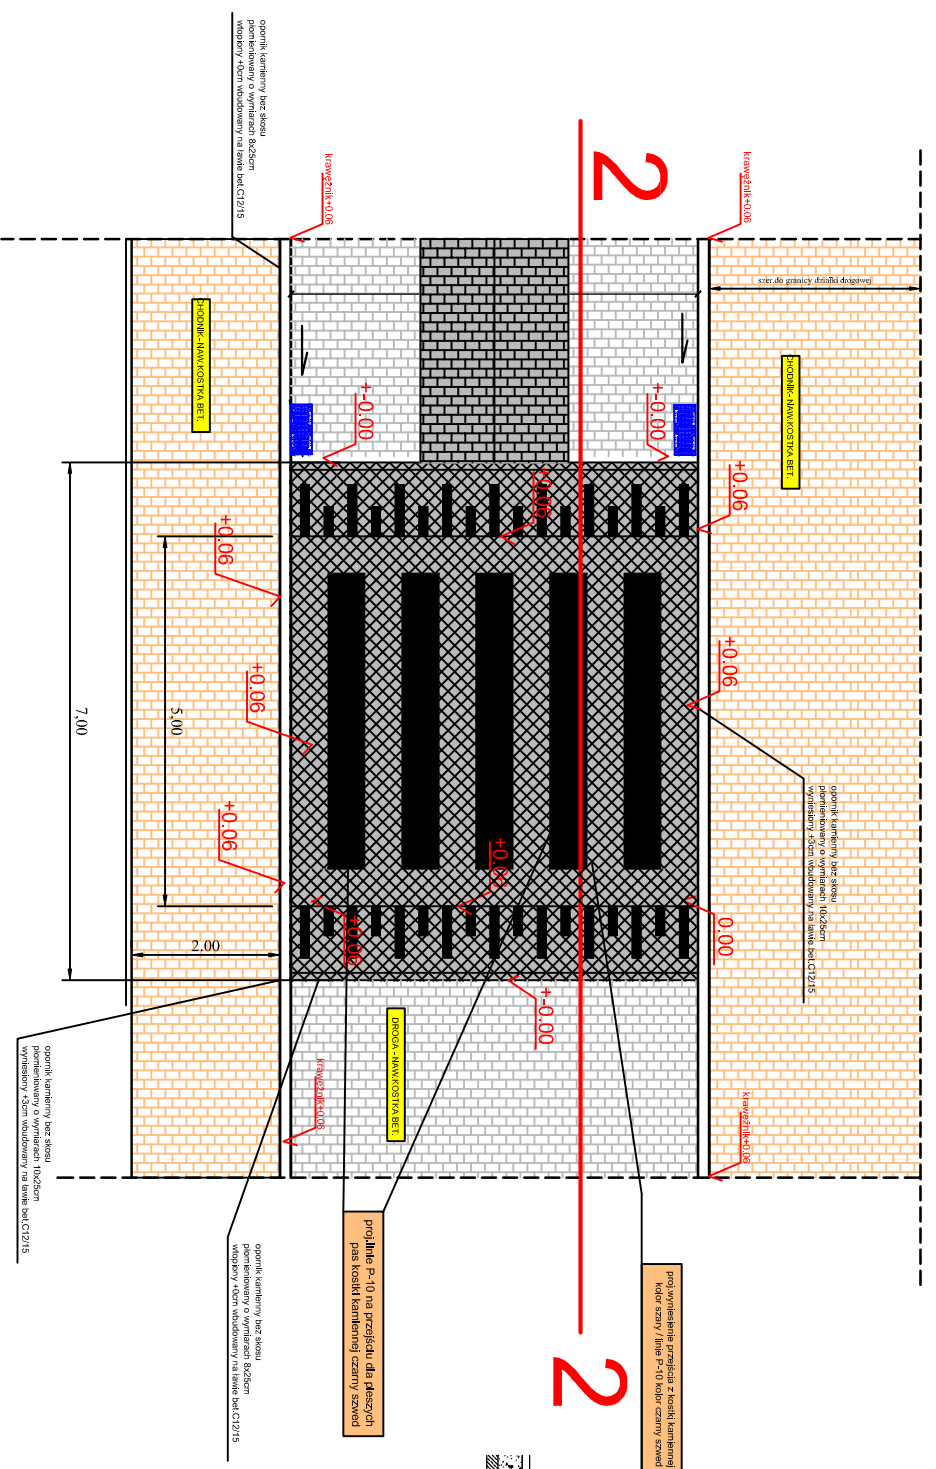 opornik kamienny bez skosu
płomieniowany o wymiarach 8x25cm
wtopiony +0cm wbudowany na ławie bet.C12/15
krawężnik+0.06
2
krawężnik+0.06
szer.do granicy działki drogowej
CHODNIK- NAW.KOSTKA BET.
CHODNIK- NAW.KOSTKA BET.
+-0.00
+-0.00
+0.06
+0.06
+0.06
+0.06
+0.06
opornik kamienny bez skosu
płomieniowany o wymiarach 10x25cm
wyniesiony +3cm wbudowany na ławie bet.C12/15
7,00
5,00
+0.06
+0.06
+0.06
0.00
2.00
+-0.00
DROGA - NAW.KOSTKA BET.
krawężnik+0.06
krawężnik+0.06
opornik kamienny bez skosu
płomieniowany o wymiarach 10x25cm
wyniesiony +3cm wbudowany na ławie bet.C12/15
opornik kamienny bez skosu
płomieniowany o wymiarach 8x25cm
wtopiony +0cm wbudowany na ławie bet.C12/15
proj.linie P-10 na przejściu dla pieszych
pas kostki kamiennej czarny szwed
proj.wyniesienie przejścia z kostki kamiennej
kolor szary / linie P-10 kolor czarny szwed
2